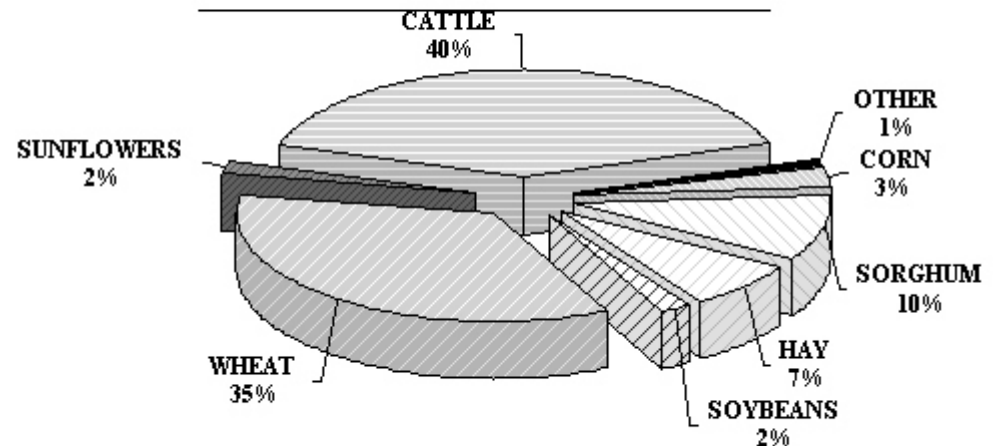 CATTLE
40%
OTHER
1%
SUNFLOWERS
2%
CORN
3%
SORGHUM
10%
WHEAT
35%
HAY
7%
SOYBEANS
2%